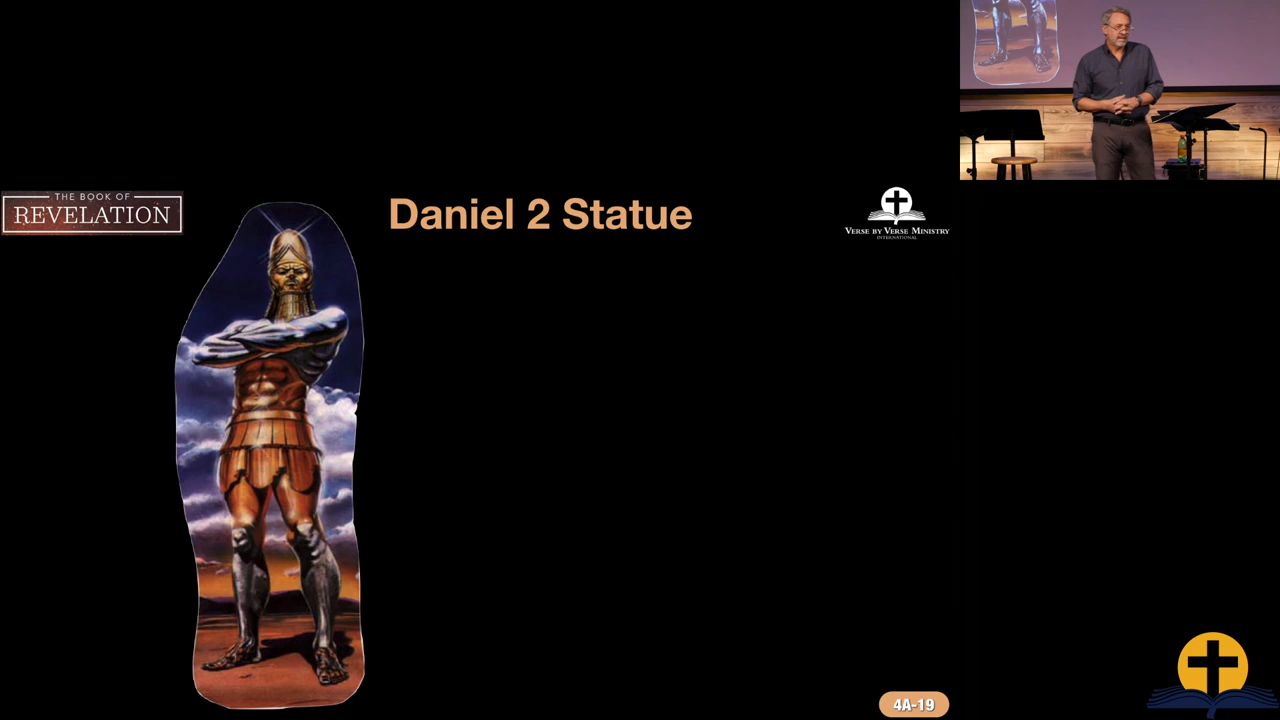 THE BOOK OF
REVELATION
Daniel 2 Statue
VERSE BY VERSE MINISTRY
INTERNATIONAL
4A-19